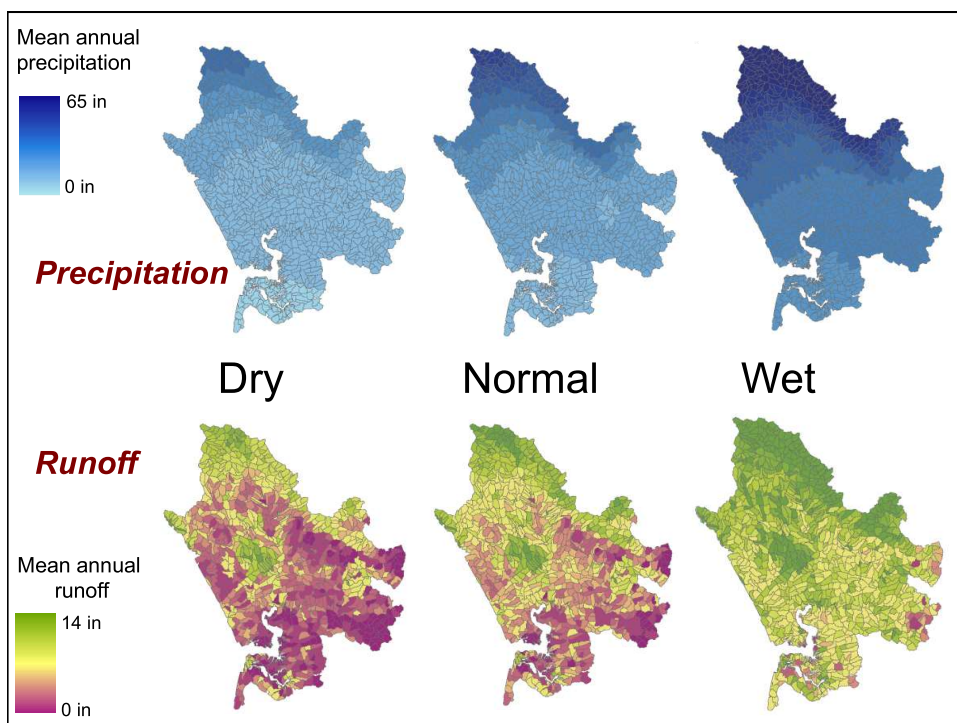 Mean annual
precipitation
65 in
0 in
Precipitation
Dry
Normal
Wet
Runoff
Mean annual
runoff
14 in
0 in